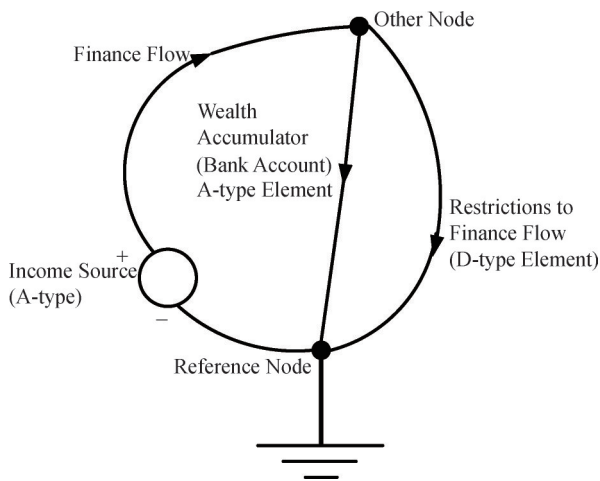 Other Node
Finance Flow
Wealth
Accumulator
(Bank Account)
A-type Element
Restrictions to
Finance Flow
(D-type Element)
+
Income Source
(A-type)
−
Reference Node